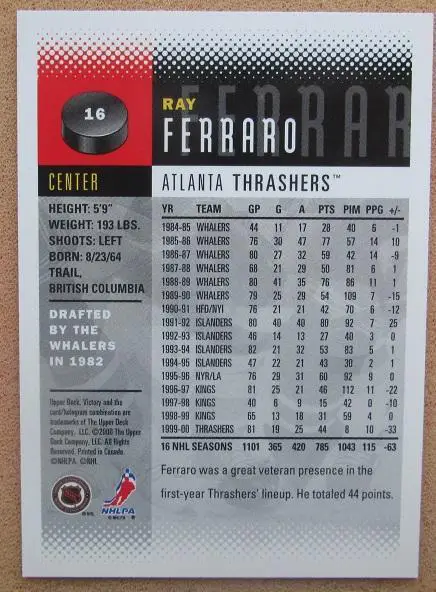 16
RAY
FERRARO
CENTER
ATLANTA THRASHERS™
HEIGHT: 5'9"
WEIGHT: 193 LBS.
SHOOTS: LEFT
BORN: 8/23/64
TRAIL,
BRITISH COLUMBIA
DRAFTED
BY THE
WHALERS
IN 1982
YR TEAM GP G A PTS PIM PPG +/-
1984-85 WHALERS 44 11 17 28 40 6 -1
1985-86 WHALERS 76 30 47 77 57 14 10
1986-87 WHALERS 80 27 32 59 42 14 -9
1987-88 WHALERS 68 21 29 50 81 6 1
1988-89 WHALERS 80 41 35 76 86 11 1
1989-90 WHALERS 79 25 29 54 109 7 -15
1990-91 HFD/NYI 76 21 21 42 70 6 -12
1991-92 ISLANDERS 80 40 40 80 92 7 25
1992-93 ISLANDERS 46 14 13 27 40 3 0
1993-94 ISLANDERS 82 21 32 53 83 5 1
1994-95 ISLANDERS 47 22 21 43 30 2 1
1995-96 NYR/LA 76 29 31 60 92 9 0
1996-97 KINGS 81 25 21 46 112 11 -22
1997-98 KINGS 40 6 9 15 42 0 -10
1998-99 KINGS 65 13 18 31 59 4 0
1999-00 THRASHERS 81 19 25 44 8 10 -33
16 NHL SEASONS 1101 365 420 785 1043 115 -63
Ferraro was a great veteran presence in the
first-year Thrashers' lineup. He totaled 44 points.
Upper Deck, Victory and the
card/hologram combination are
trademarks of The Upper Deck
Company, LLC. ©2000 The Upper
Deck Company, LLC. All Rights
Reserved. Printed in Canada.
©NHLPA. ©NHL
NHLPA